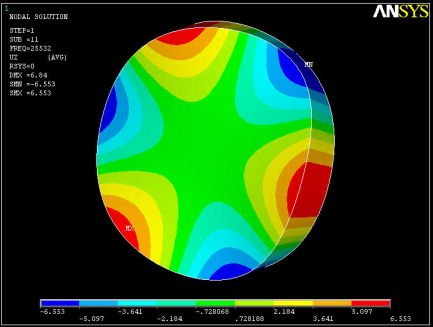 1
ANSYS
NODAL SOLUTION
STEP=1
SUB =11
FREQ=25532
UZ (AVG)
RSYS=0
DMX =6.84
SMN =-6.553
SMX =6.553
MN
MX
-6.553 -3.641 -.728068 2.184 5.097
-5.097 -2.184 .728188 3.641 6.553